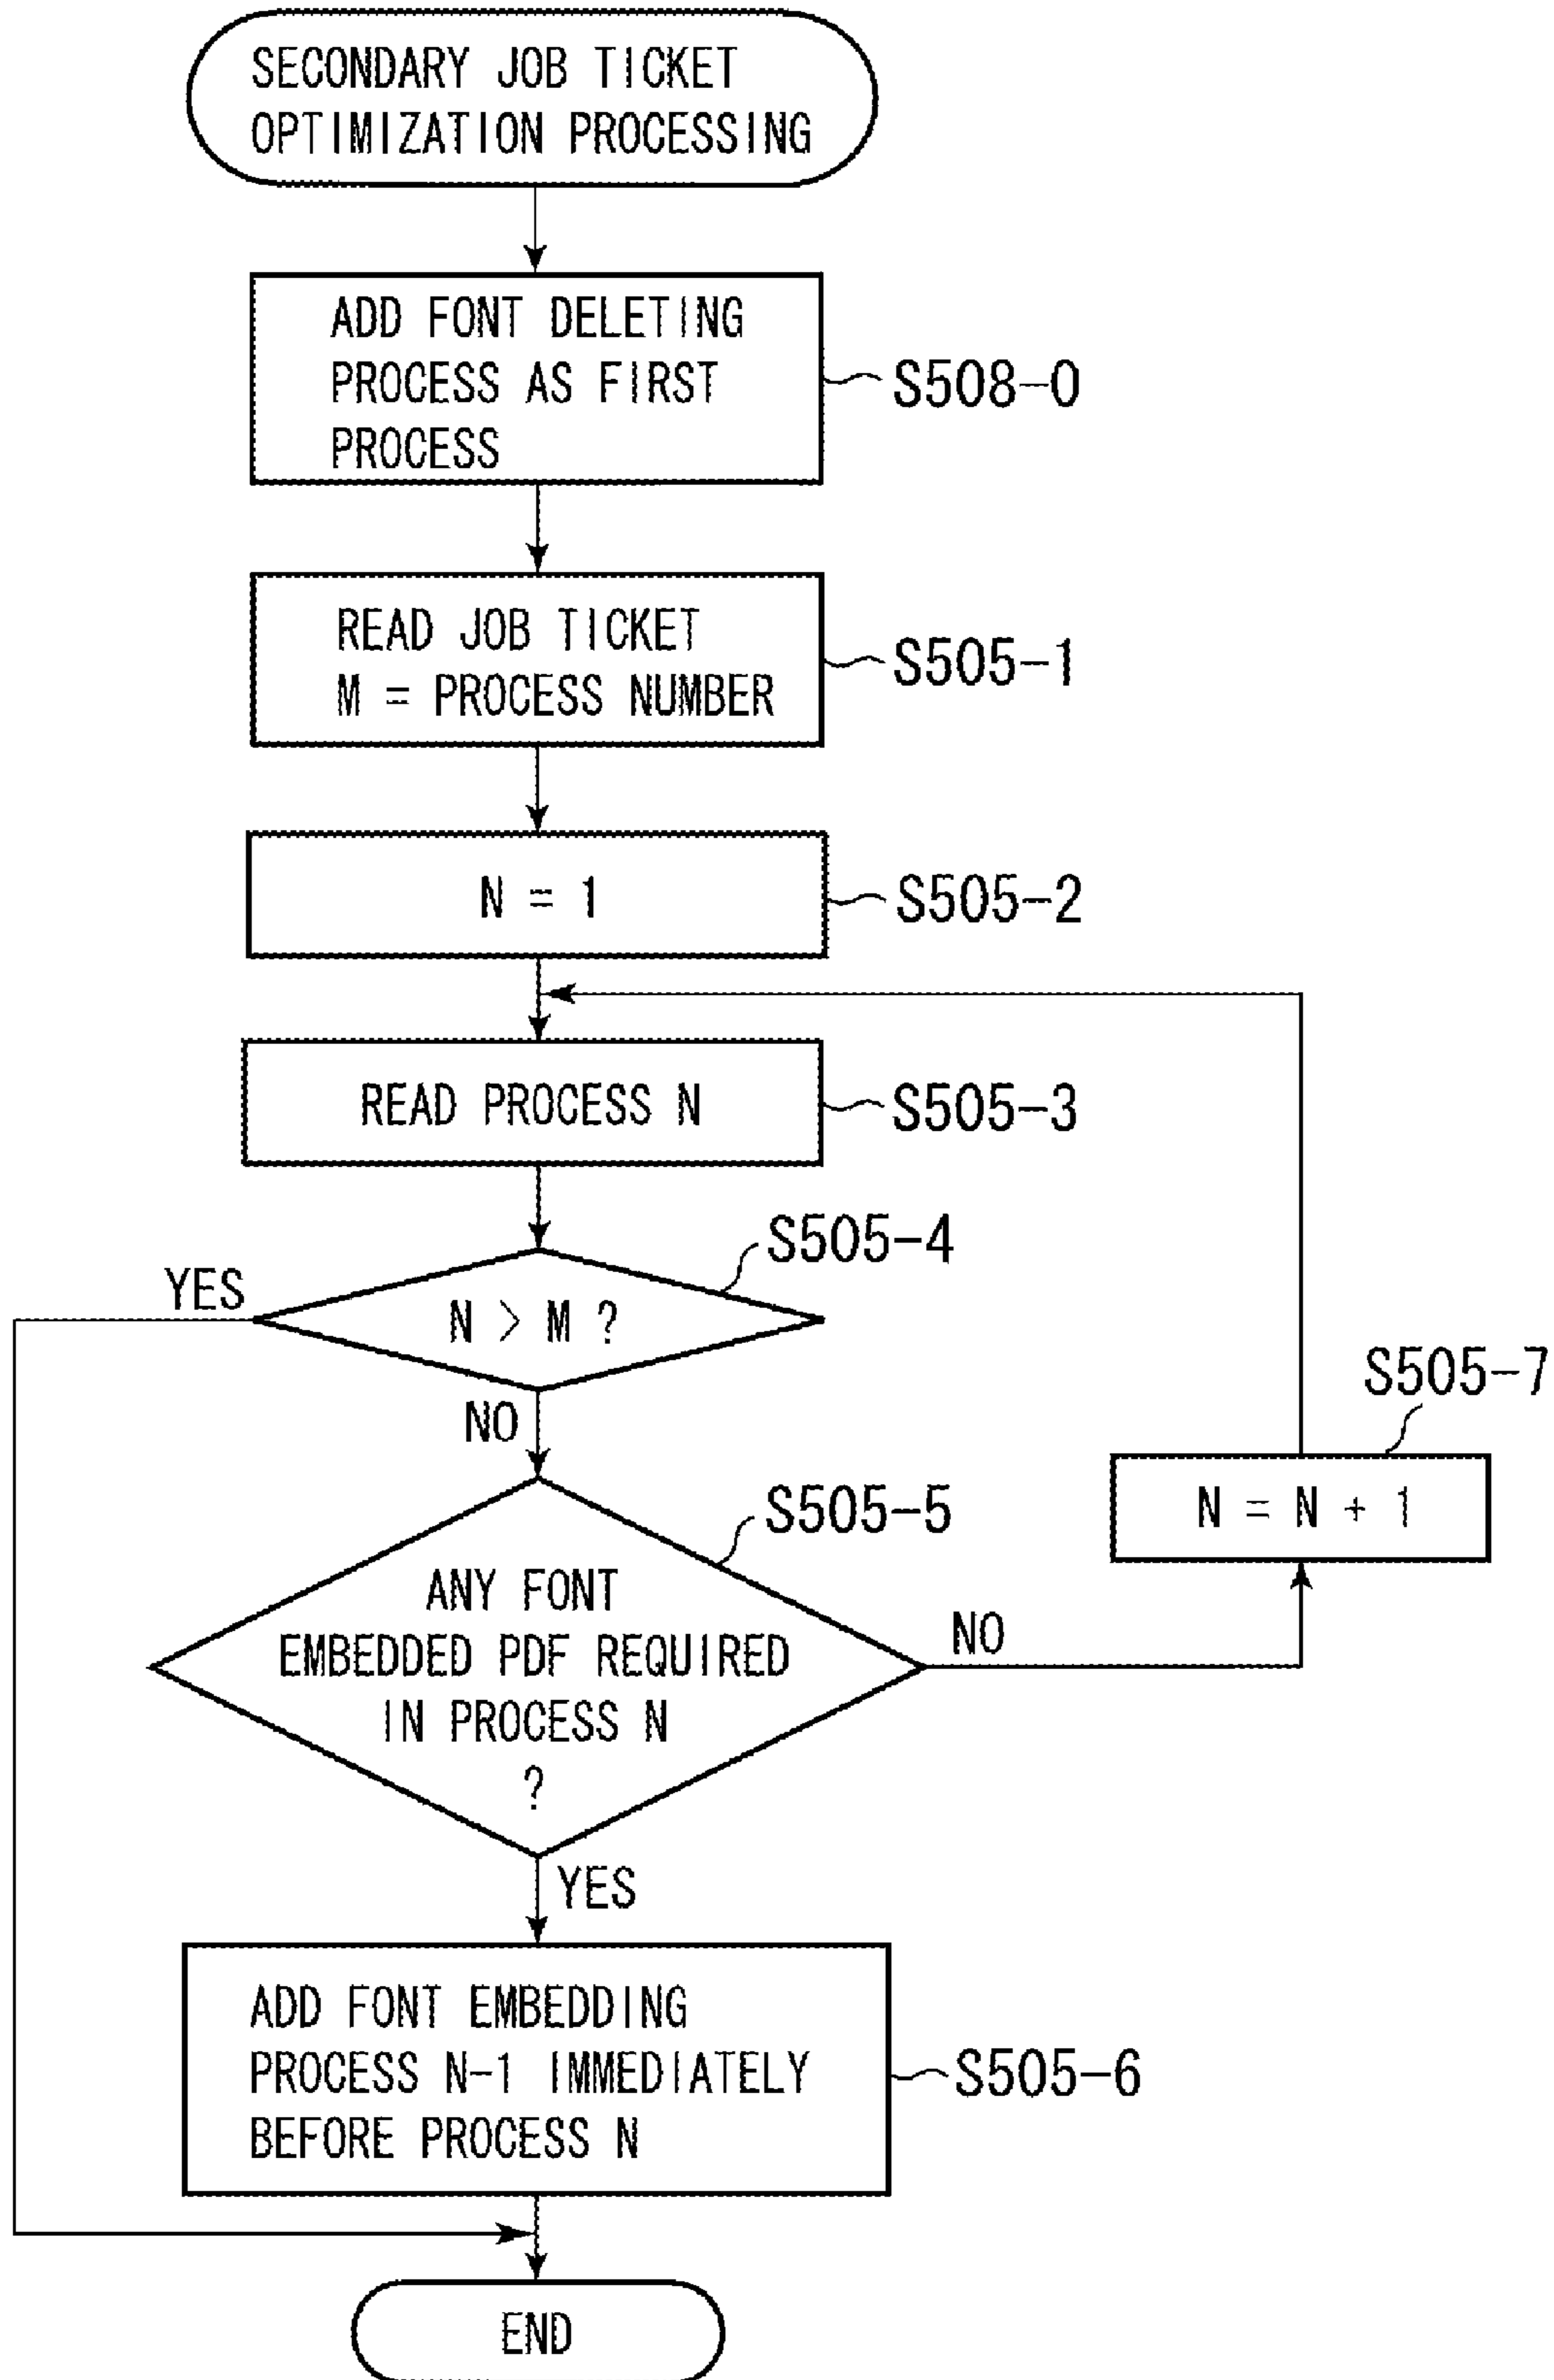 SECONDARY JOB TICKET
OPTIMIZATION PROCESSING
ADD FONT DELETING
PROCESS AS FIRST
PROCESS
S508-0
READ JOB TICKET
M = PROCESS NUMBER
S505-1
N = 1
S505-2
READ PROCESS N
S505-3
S505-4
YES
N > M ?
NO
S505-7
N = N + 1
S505-5
ANY FONT
EMBEDDED PDF REQUIRED
IN PROCESS N
?
NO
YES
ADD FONT EMBEDDING
PROCESS N-1 IMMEDIATELY
BEFORE PROCESS N
S505-6
END